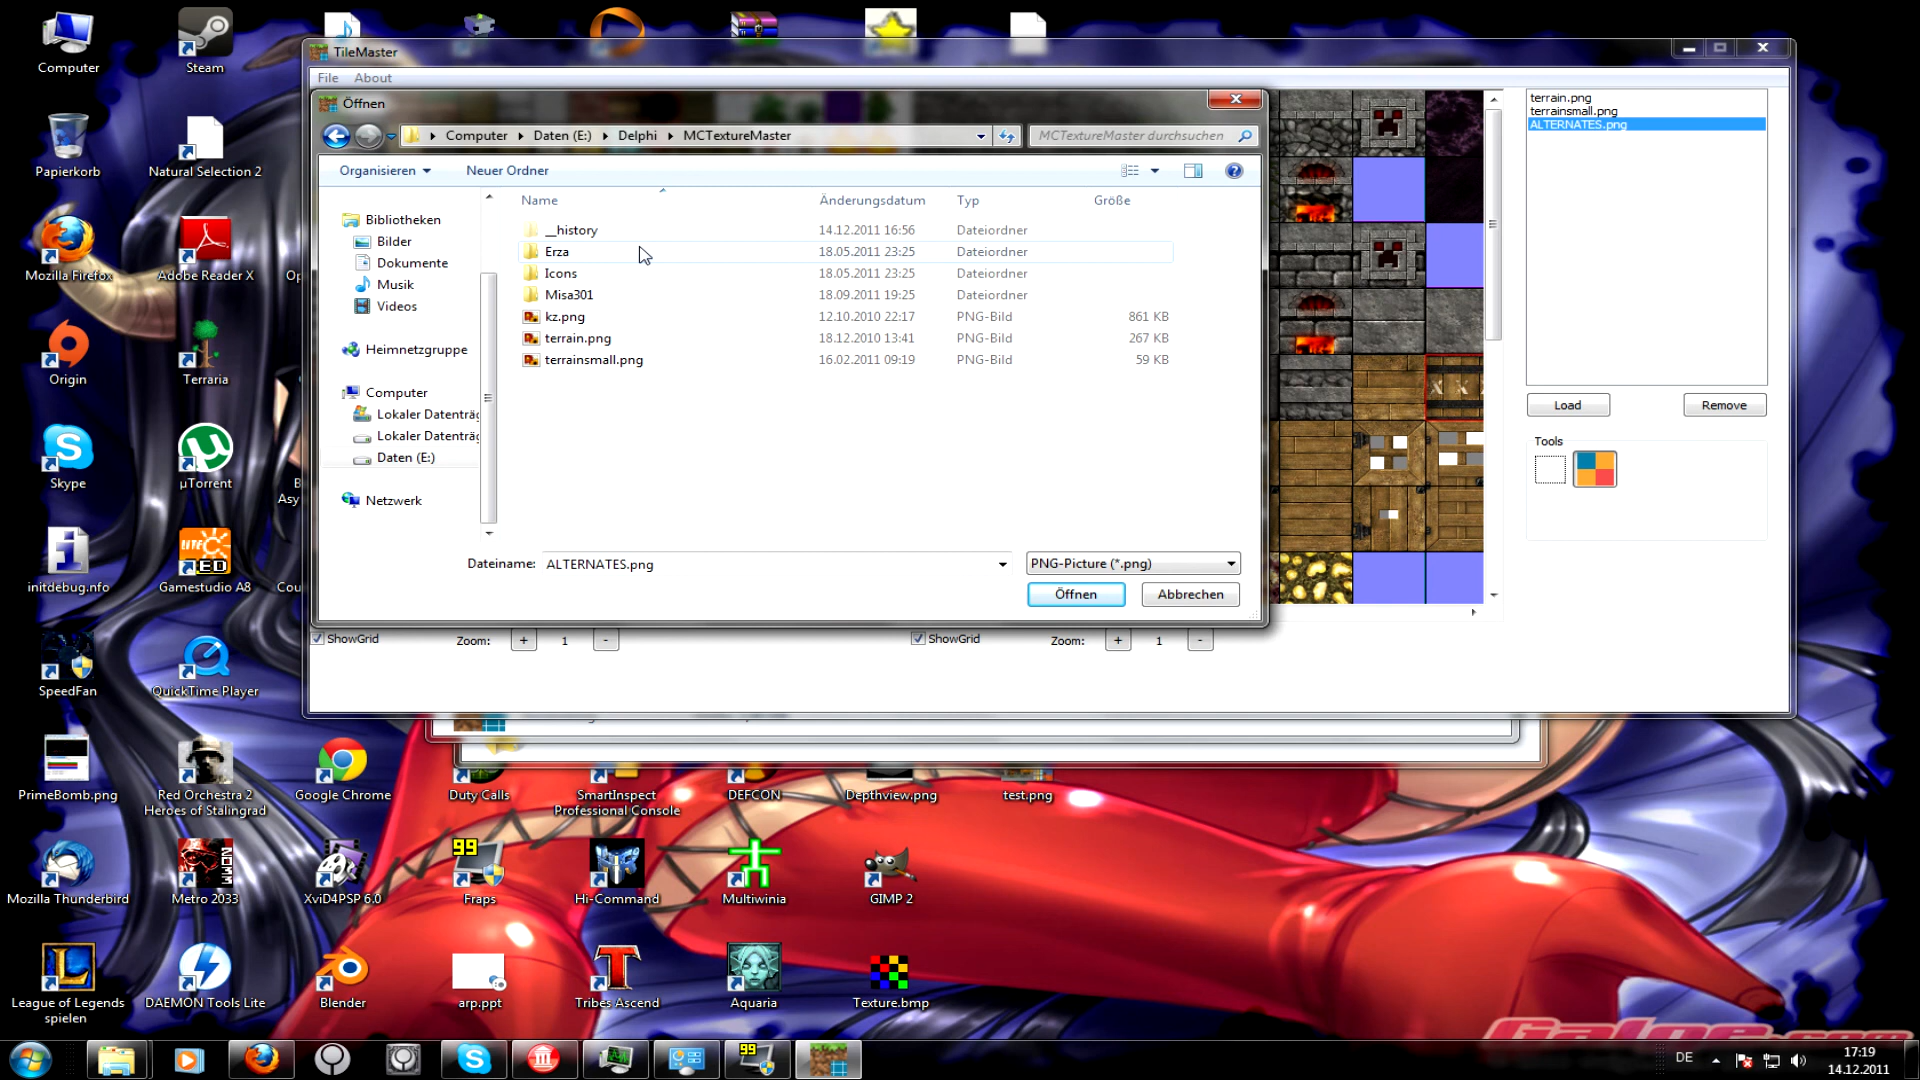 Computer
Steam
Papierkorb
Natural Selection 2
Mozilla Firefox
Adobe Reader X
Origin
Terraria
Skype
µTorrent
initdebug.nfo
Gamestudio A8
SpeedFan
QuickTime Player
PrimeBomb.png
Red Orchestra 2
Heroes of Stalingrad
Google Chrome
Duty Calls
SmartInspect
Professional Console
DEFCON
Depthview.png
test.png
Mozilla Thunderbird
Metro 2033
XviD4PSP 6.0
99
Fraps
Hi-Command
Multiwinia
GIMP 2
League of Legends
spielen
DAEMON Tools Lite
Blender
arp.ppt
Tribes Ascend
Aquaria
Texture.bmp
TileMaster
File About
Öffnen
Computer Daten (E:) Delphi MCTextureMaster
MCTextureMaster durchsuchen
Organisieren
Neuer Ordner
Bibliotheken
Bilder
Dokumente
Musik
Videos
Heimnetzgruppe
Computer
Lokaler Datenträg
Lokaler Datenträg
Daten (E:)
Netzwerk
Name Änderungsdatum Typ Größe
__history 14.12.2011 16:56 Dateiordner
Erza 18.05.2011 23:25 Dateiordner
Icons 18.05.2011 23:25 Dateiordner
Misa301 18.09.2011 19:25 Dateiordner
kz.png 12.10.2010 22:17 PNG-Bild 861 KB
terrain.png 18.12.2010 13:41 PNG-Bild 267 KB
terrainsmall.png 16.02.2011 09:19 PNG-Bild 59 KB
Dateiname: ALTERNATES.png
PNG-Picture (*.png)
Öffnen
Abbrechen
ShowGrid Zoom: + 1 -
ShowGrid Zoom: + 1 -
terrain.png
terrainsmall.png
ALTERNATES.png
Load
Remove
Tools
99
DE
17:19
14.12.2011